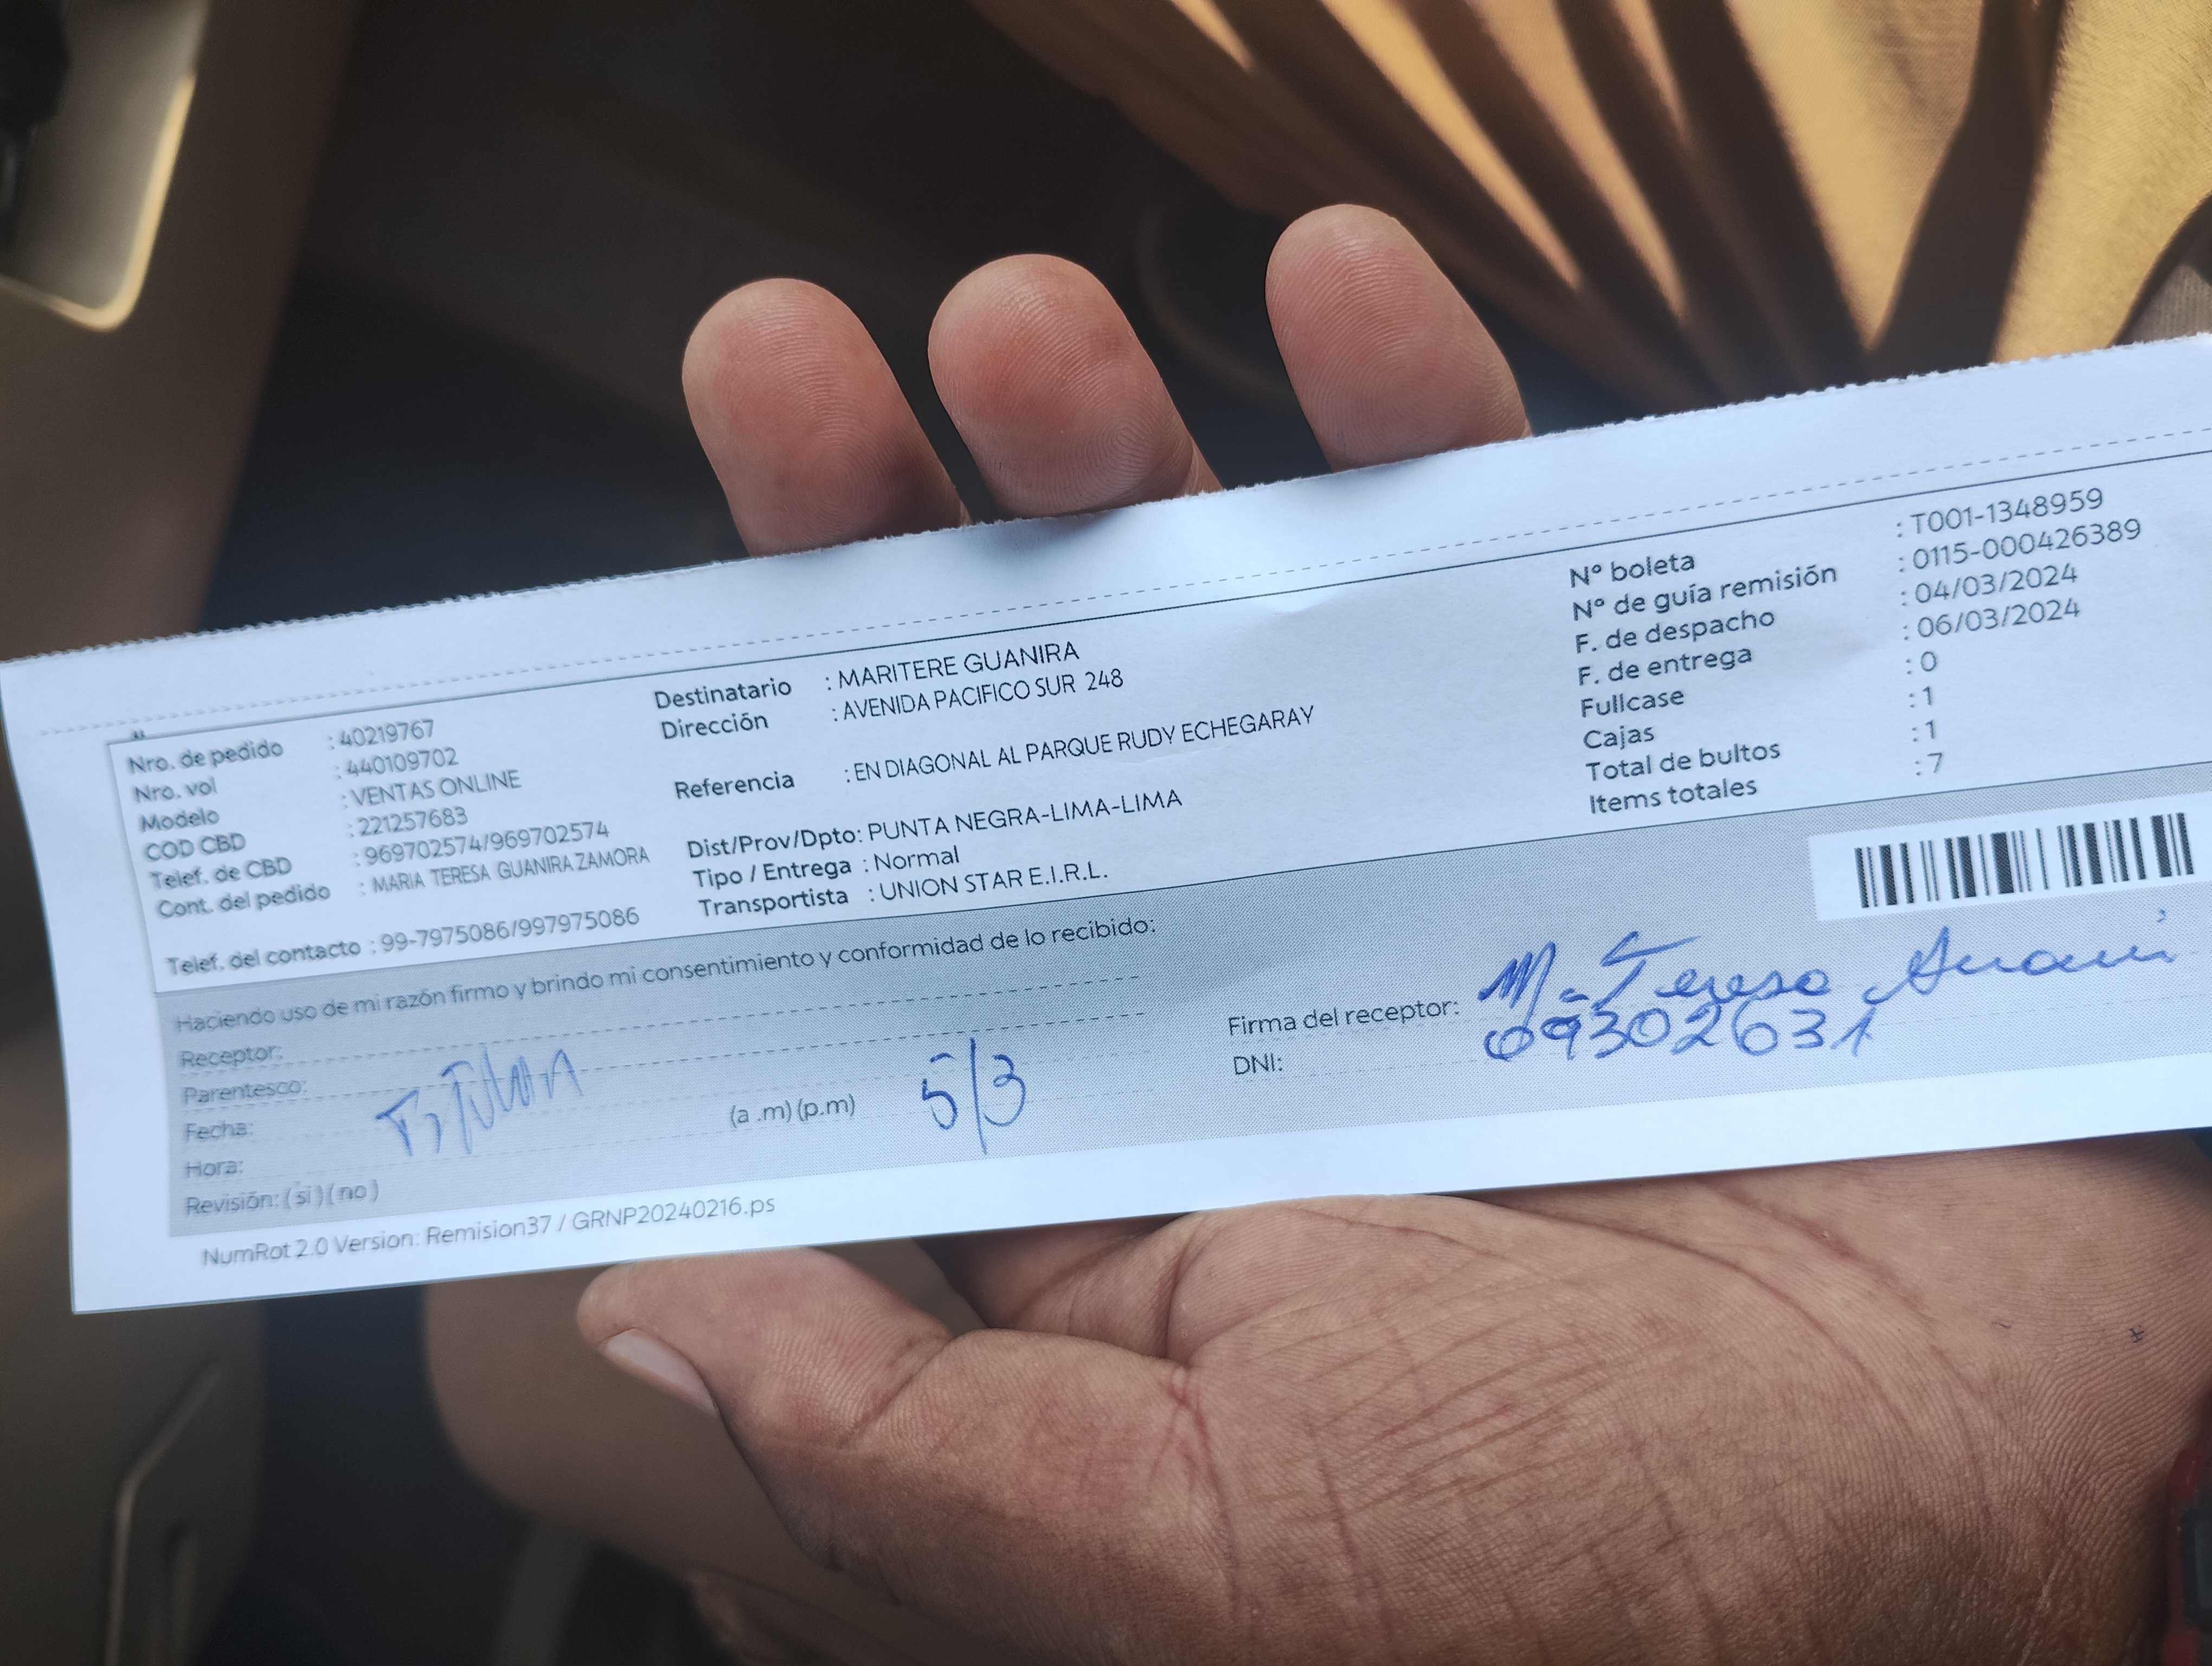 Nro. de pedido : 40219767
Nro. vol : 440109702
Modelo : VENTAS ONLINE
COD CBD : 221257683
Telef. de CBD : 969702574/969702574
Cont. del pedido : MARIA TERESA GUANIRA ZAMORA
Telef. del contacto : 99-7975086/997975086
Destinatario : MARITERE GUANIRA
Dirección : AVENIDA PACIFICO SUR 248
Referencia : EN DIAGONAL AL PARQUE RUDY ECHEGARAY
Dist/Prov/Dpto: PUNTA NEGRA-LIMA-LIMA
Tipo / Entrega : Normal
Transportista : UNION STAR E.I.R.L.
N° boleta : T001-1348959
N° de guía remisión : 0115-000426389
F. de despacho : 04/03/2024
F. de entrega : 06/03/2024
Fullcase : 0
Cajas : 1
Total de bultos : 1
Items totales : 7
Haciendo uso de mi razón firmo y brindo mi consentimiento y conformidad de lo recibido:
Receptor:
Parentesco:
Fecha:
Hora: (a .m) (p.m) 5/3
Revisión: (si) (no)
Firma del receptor: M. Teresa
DNI: 09302631
NumRot 2.0 Version: Remision37 / GRNP20240216.ps